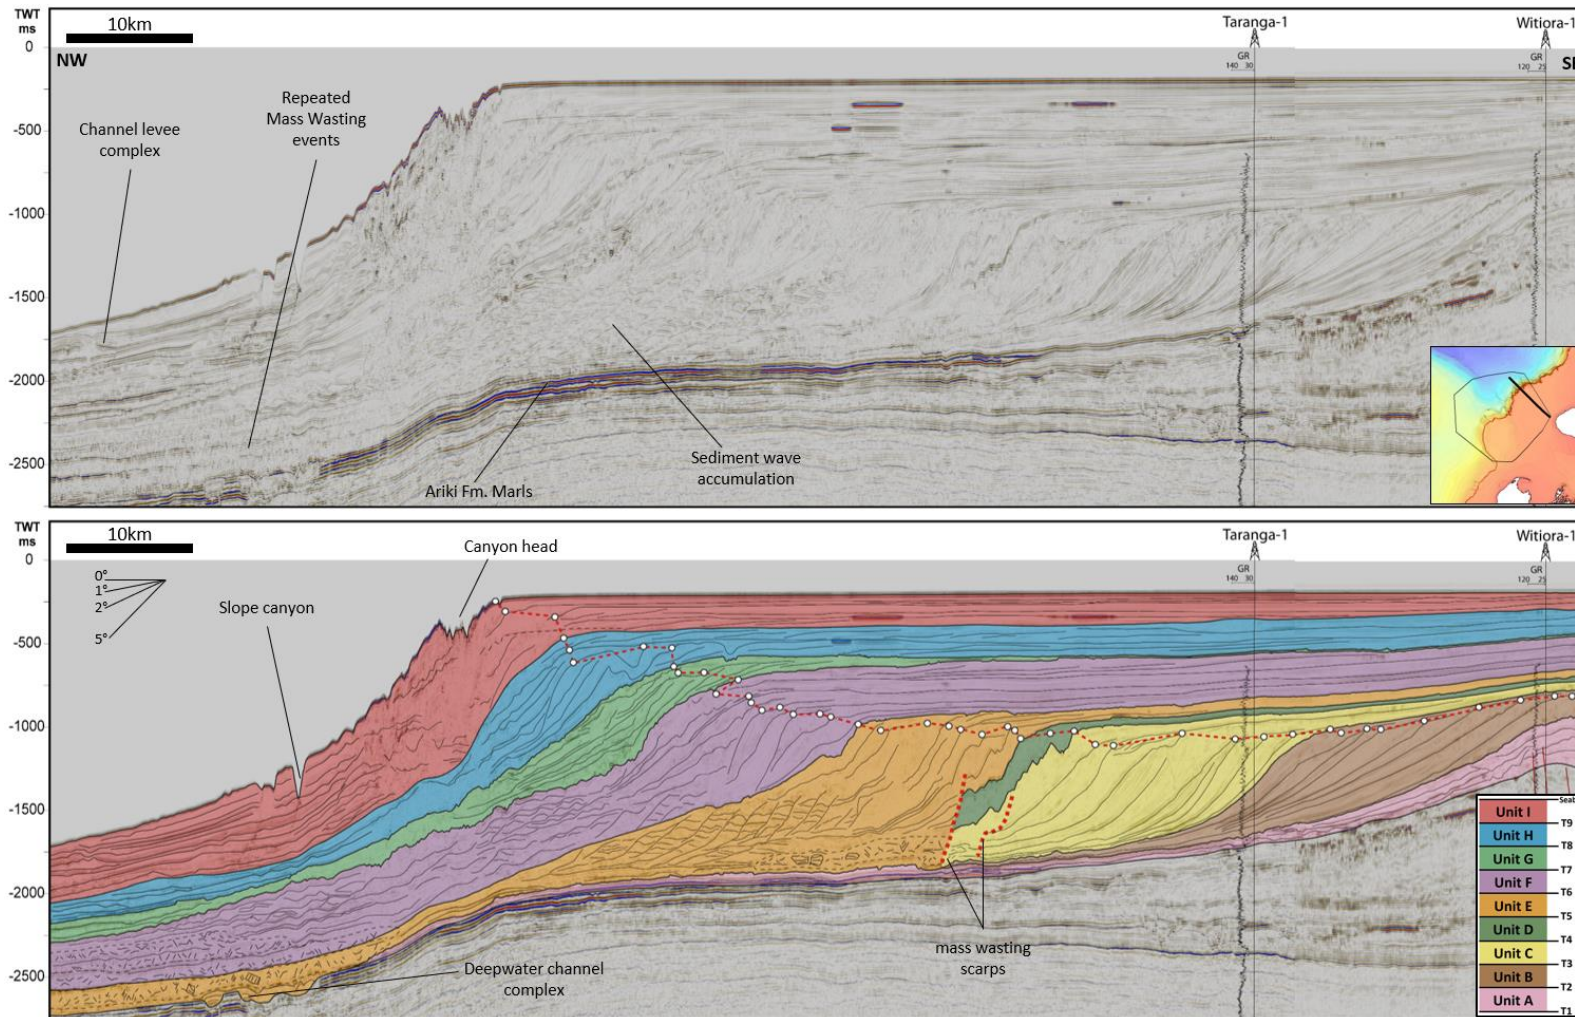 TWT
ms
10km
Taranga-1
Witiora-1
0
GR
140 30
GR
120 25
NW
Repeated
Mass Wasting
events
Channel levee
complex
-500
-1000
-1500
-2000
-2500
Sediment wave
accumulation
Ariki Fm. Marls
TWT
ms
10km
Canyon head
Taranga-1
Witiora-1
0
GR
140 30
GR
120 25
0°
1°
2°
5°
Slope canyon
-500
-1000
-1500
-2000
-2500
mass wasting
scarps
Deepwater channel
complex
Unit I
T9
Unit H
T8
Unit G
T7
Unit F
T6
Unit E
T5
Unit D
T4
Unit C
T3
Unit B
T2
Unit A
T1